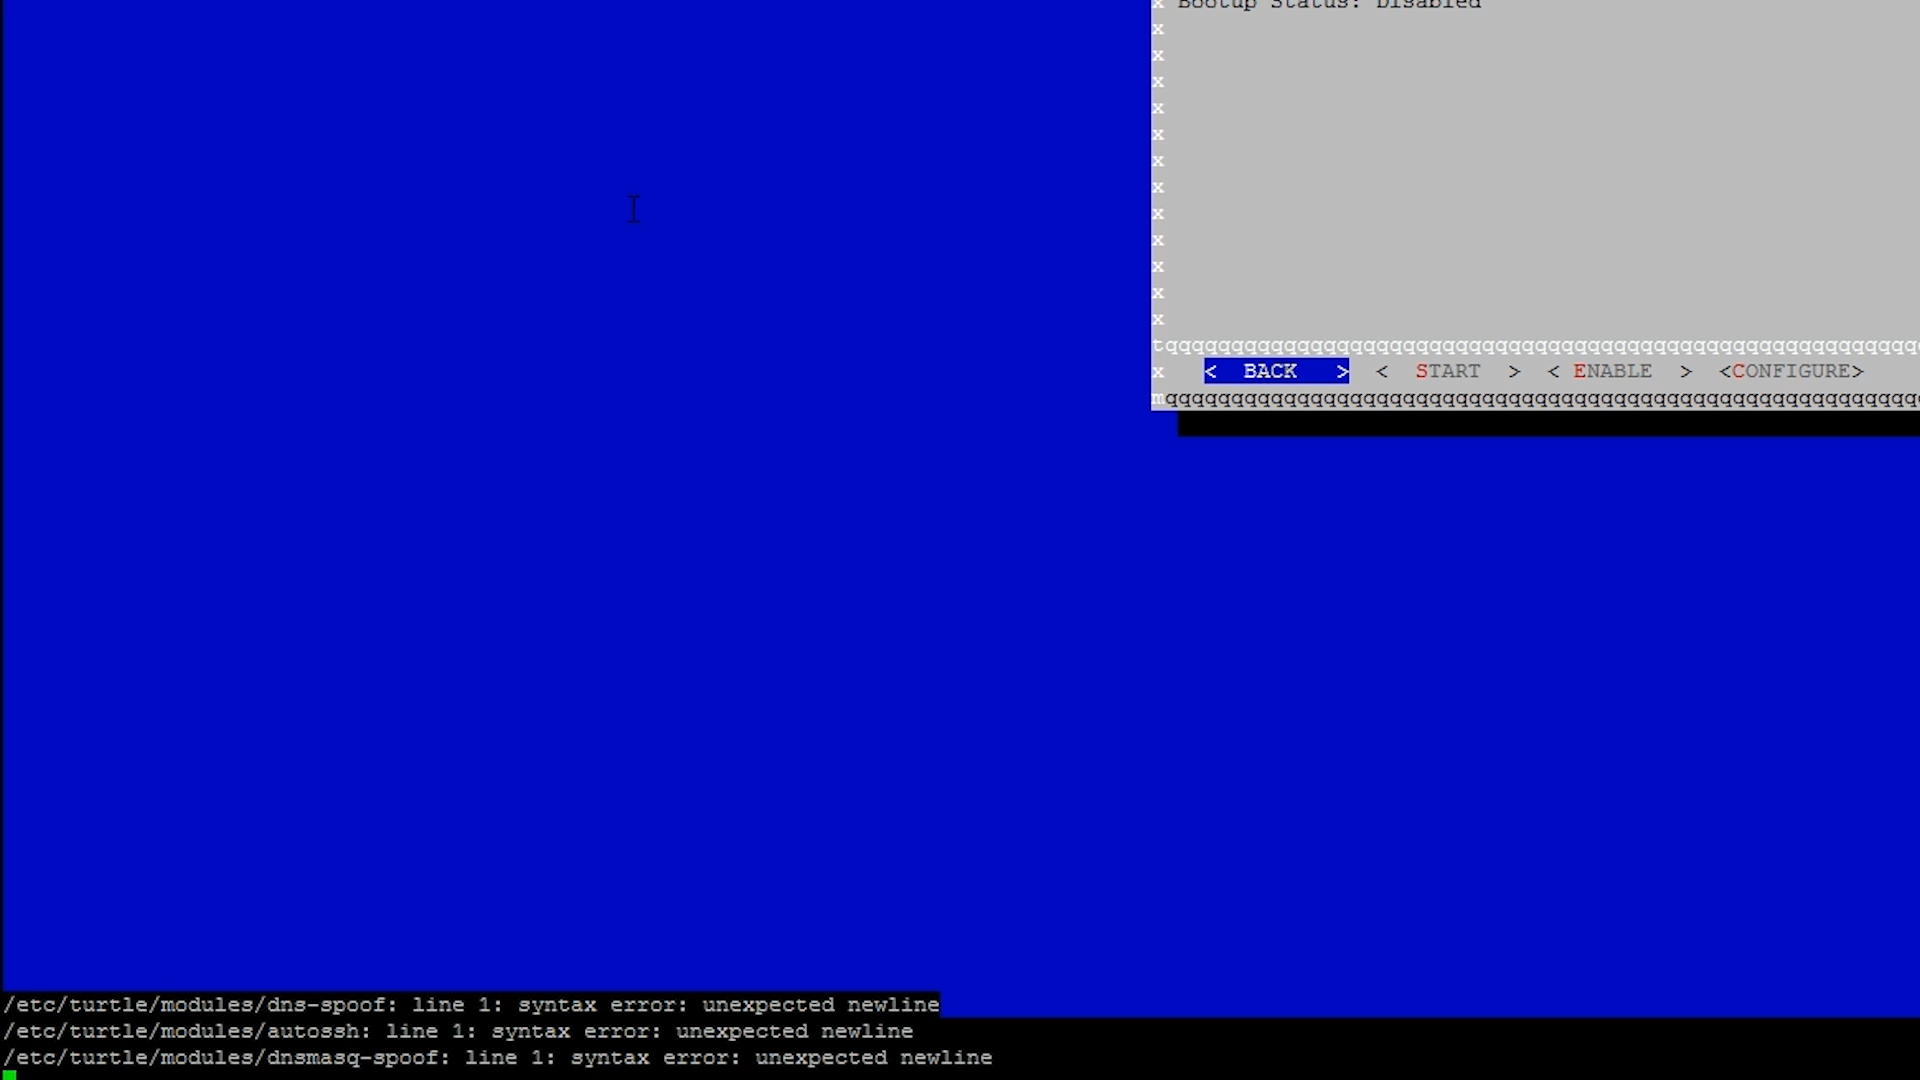 x Bootup Status: Disabled
x
x
x
x
x
x
x
x
x
x
x
x
tqqqqqqqqqqqqqqqqqqqqqqqqqqqqqqqqqqqqqqqqqqqqqqqqqqqqqqqqq
x < BACK > < START > < ENABLE > <CONFIGURE>
mqqqqqqqqqqqqqqqqqqqqqqqqqqqqqqqqqqqqqqqqqqqqqqqqqqqqqqqqq
/etc/turtle/modules/dns-spoof: line 1: syntax error: unexpected newline
/etc/turtle/modules/autossh: line 1: syntax error: unexpected newline
/etc/turtle/modules/dnsmasq-spoof: line 1: syntax error: unexpected newline